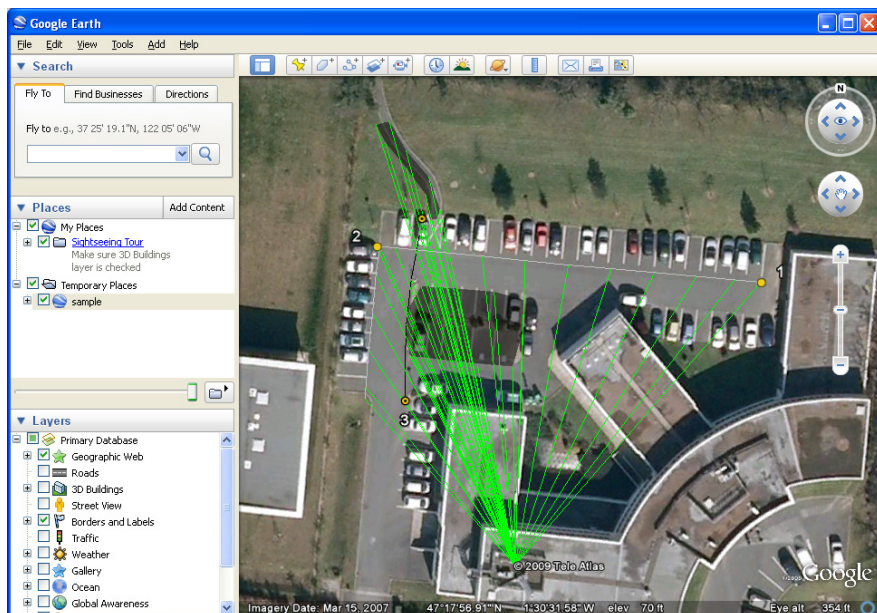 Google Earth
File Edit View Tools Add Help
Search
Fly To Find Businesses Directions
Fly to e.g., 37 25' 19.1"N, 122 05' 06"W
Places Add Content
My Places
Sightseeing Tour
Make sure 3D Buildings
layer is checked
Temporary Places
sample
Layers
Primary Database
Geographic Web
Roads
3D Buildings
Street View
Borders and Labels
Traffic
Weather
Gallery
Ocean
Global Awareness
N
2
1
3
© 2009 Tele Atlas
Google
Imagery Date: Mar 15, 2007 47°17'56.91" N 1°30'31.58" W elev 70 ft Eye alt 354 ft